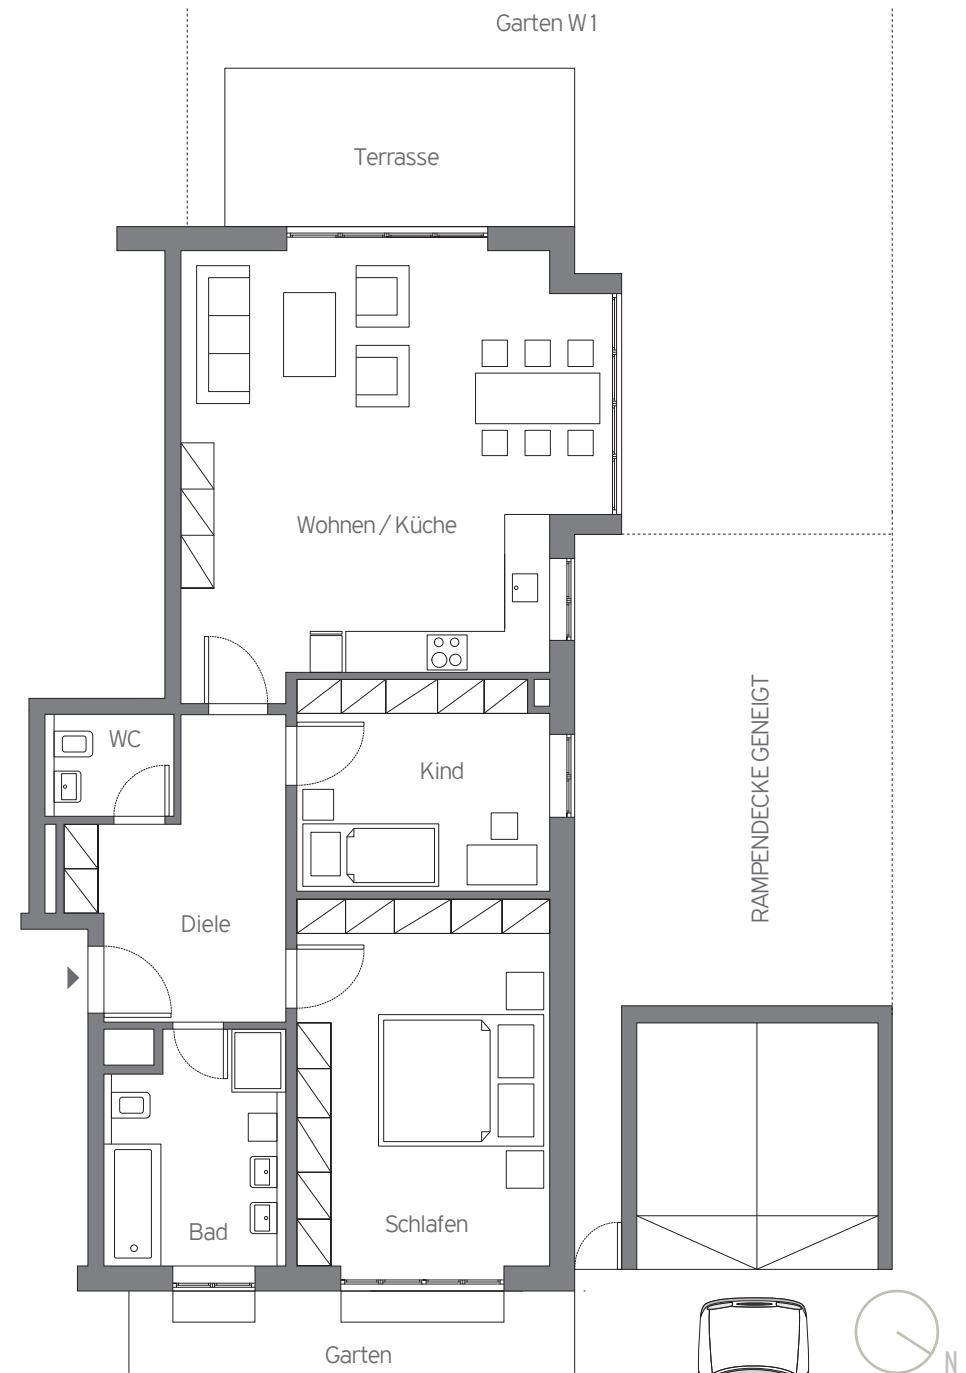 Garten W1
Terrasse
Wohnen / Küche
WC
Kind
RAMPENDECKE GENEIGT
Diele
Bad
Schlafen
Garten
N